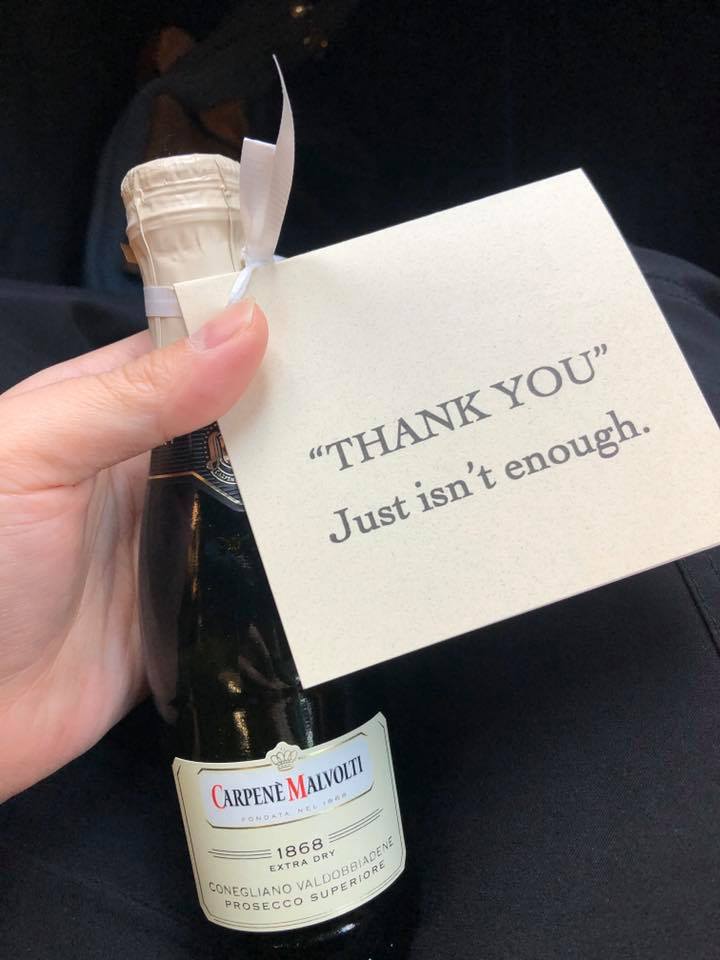 “THANK YOU”
Just isn’t enough.
CARPENÈ MALVOLTI
FONDATA NEL 1868
1868
EXTRA DRY
CONEGLIANO VALDOBBIADENE
PROSECCO SUPERIORE